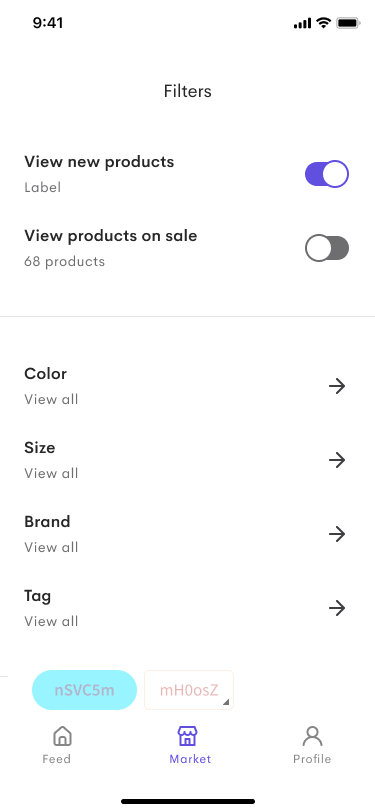 9:41
Filters
View new products
Label
View products on sale
68 products
Color
View all
Size
View all
Brand
View all
Tag
View all
nSVC5m mH0osZ
Feed Market Profile